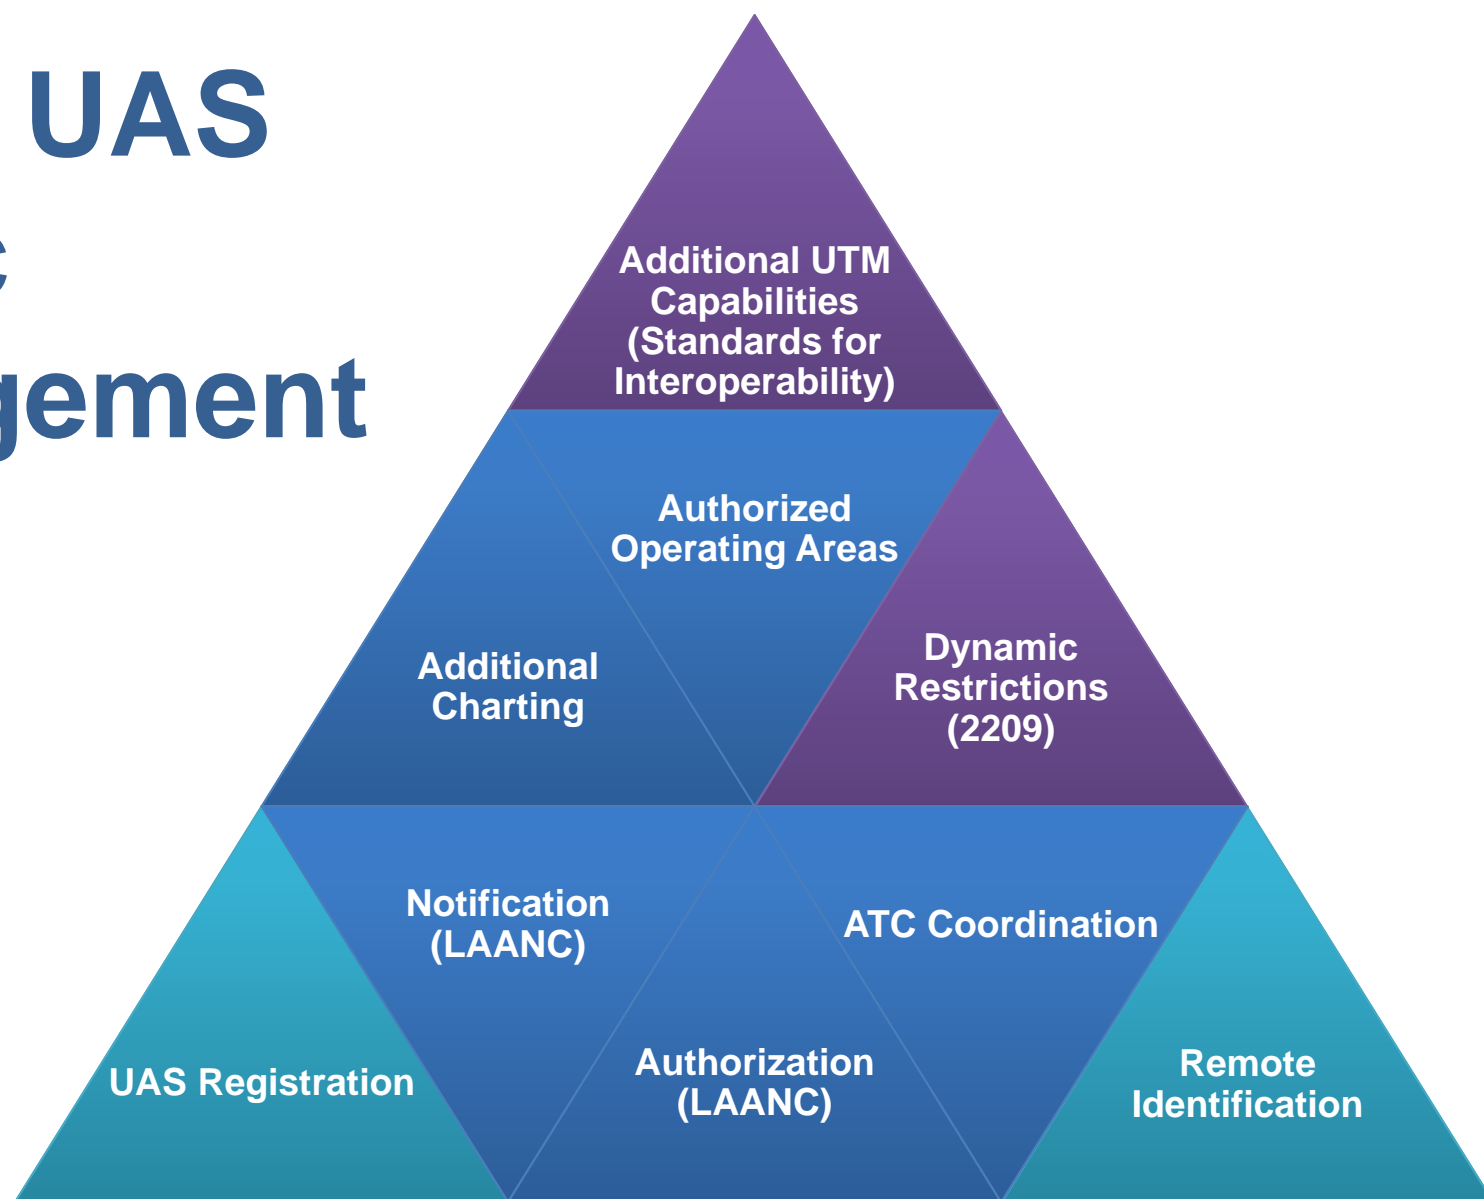 UAS
gement
Additional UTM
Capabilities
(Standards for
Interoperability)
Authorized
Operating Areas
Additional
Charting
Dynamic
Restrictions
(2209)
Notification
(LAANC)
ATC Coordination
UAS Registration
Authorization
(LAANC)
Remote
Identification